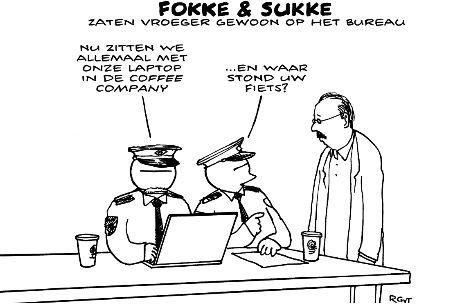 FOKKE & SUKKE
ZATEN VROEGER GEWOON OP HET BUREAU
NU ZITTEN WE
ALLEMAAL MET
ONZE LAPTOP
IN DE COFFEE
COMPANY
...EN WAAR
STOND UW
FIETS?
RGvT